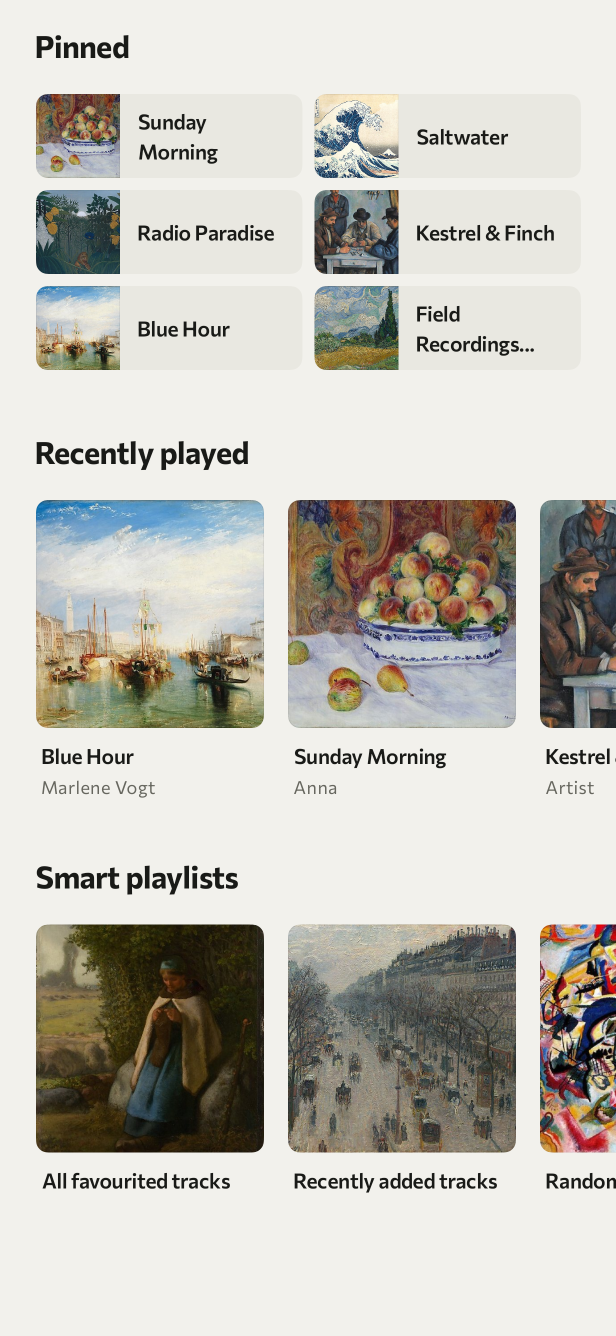 Pinned
Sunday
Morning
Saltwater
Radio Paradise
Kestrel & Finch
Blue Hour
Field
Recordings...
Recently played
Blue Hour
Marlene Vogt
Sunday Morning
Anna
Kestrel
Artist
Smart playlists
All favourited tracks
Recently added tracks